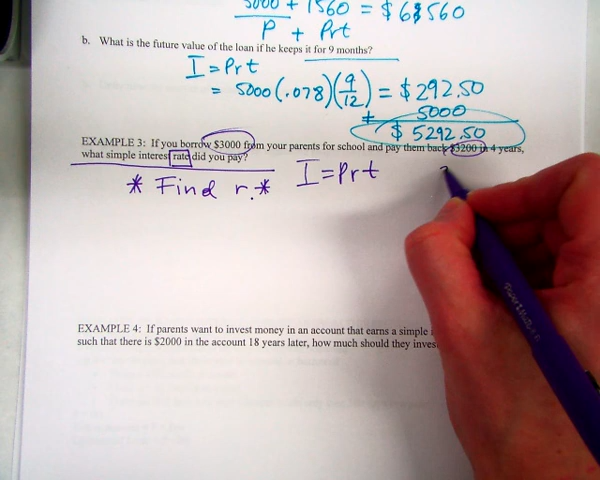 5000 + 1560 = $ 6560
P + Prt
b. What is the future value of the loan if he keeps it for 9 months?
I = Prt
= 5000 (.078)(9/12) = $ 292.50
+ 5000
$ 5292.50
EXAMPLE 3: If you borrow $3000 from your parents for school and pay them back $3200 in 4 years,
what simple interest rate did you pay?
* Find r. * I = Prt
EXAMPLE 4: If parents want to invest money in an account that earns a simple
such that there is $2000 in the account 18 years later, how much should they inves